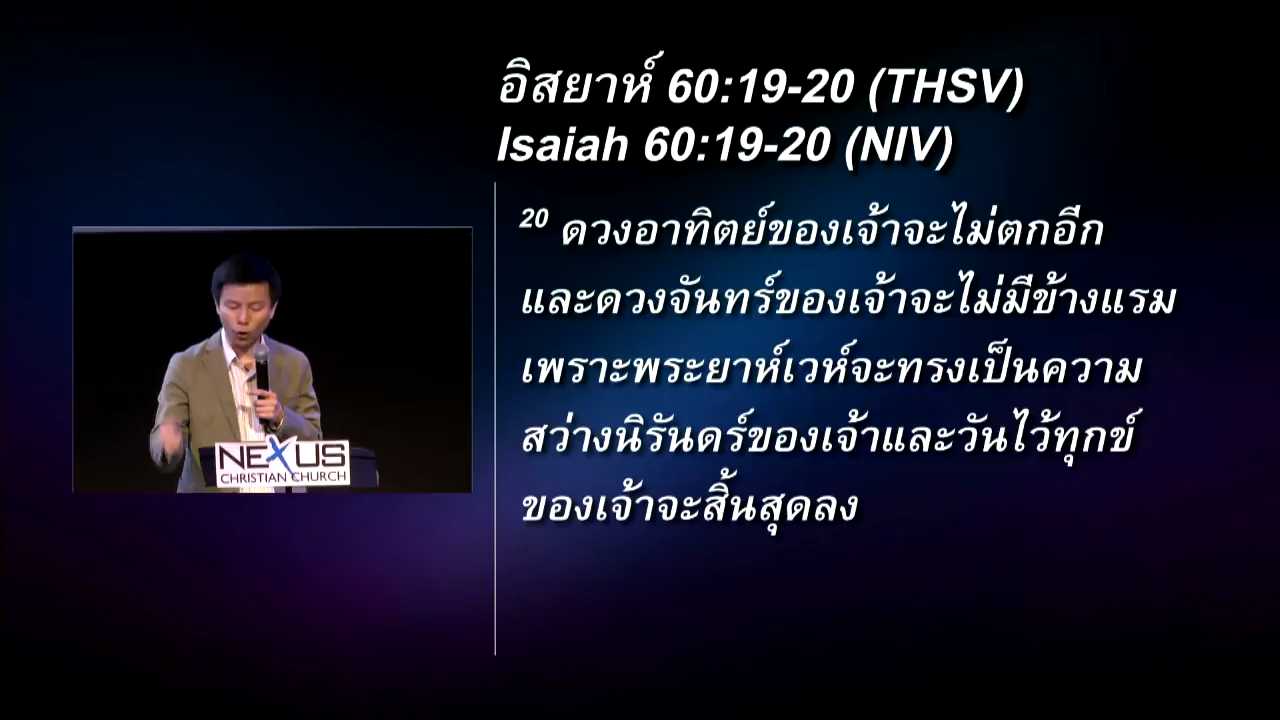 อิสยาห์ 60:19-20 (THSV)
Isaiah 60:19-20 (NIV)
20 ดวงอาทิตย์ของเจ้าจะไม่ตกอีก
และดวงจันทร์ของเจ้าจะไม่มีข้างแรม
เพราะพระยาห์เวห์จะทรงเป็นความ
สว่างนิรันดร์ของเจ้าและวันไว้ทุกข์
ของเจ้าจะสิ้นสุดลง
NEXUS
CHRISTIAN CHURCH